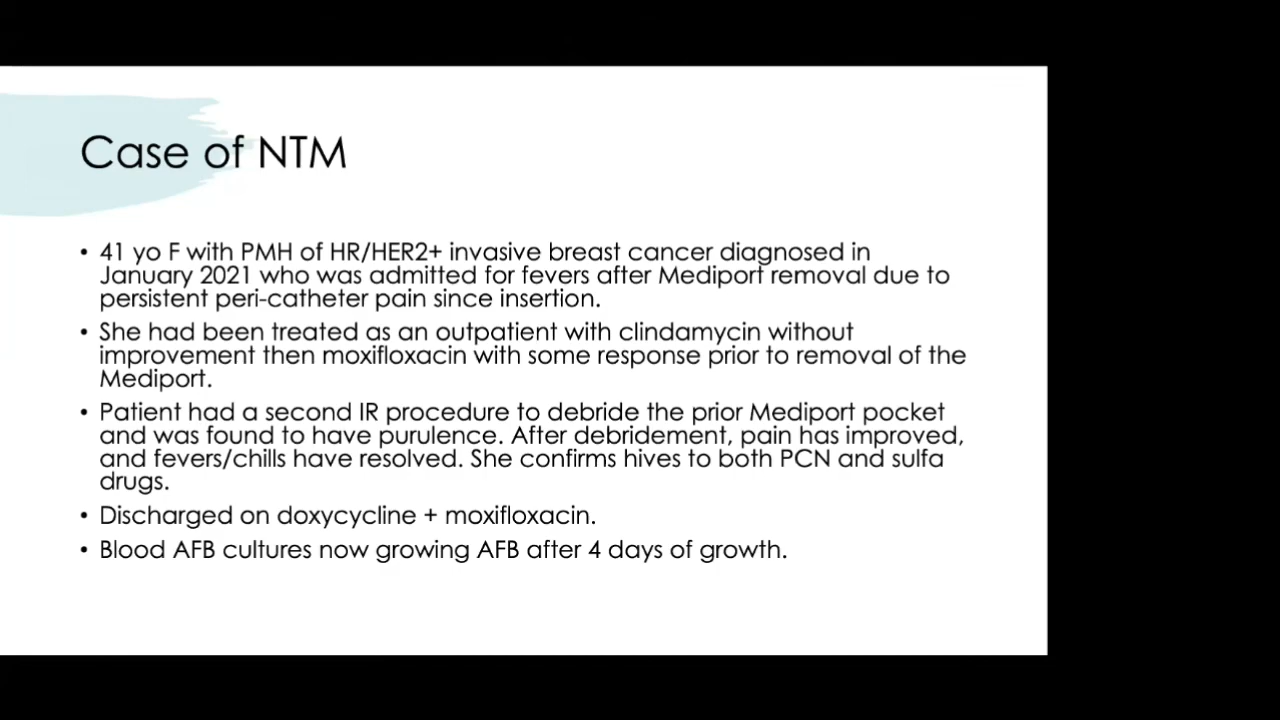 Case of NTM
• 41 yo F with PMH of HR/HER2+ invasive breast cancer diagnosed in
January 2021 who was admitted for fevers after Mediport removal due to
persistent peri-catheter pain since insertion.
• She had been treated as an outpatient with clindamycin without
improvement then moxifloxacin with some response prior to removal of the
Mediport.
• Patient had a second IR procedure to debride the prior Mediport pocket
and was found to have purulence. After debridement, pain has improved,
and fevers/chills have resolved. She confirms hives to both PCN and sulfa
drugs.
• Discharged on doxycycline + moxifloxacin.
• Blood AFB cultures now growing AFB after 4 days of growth.